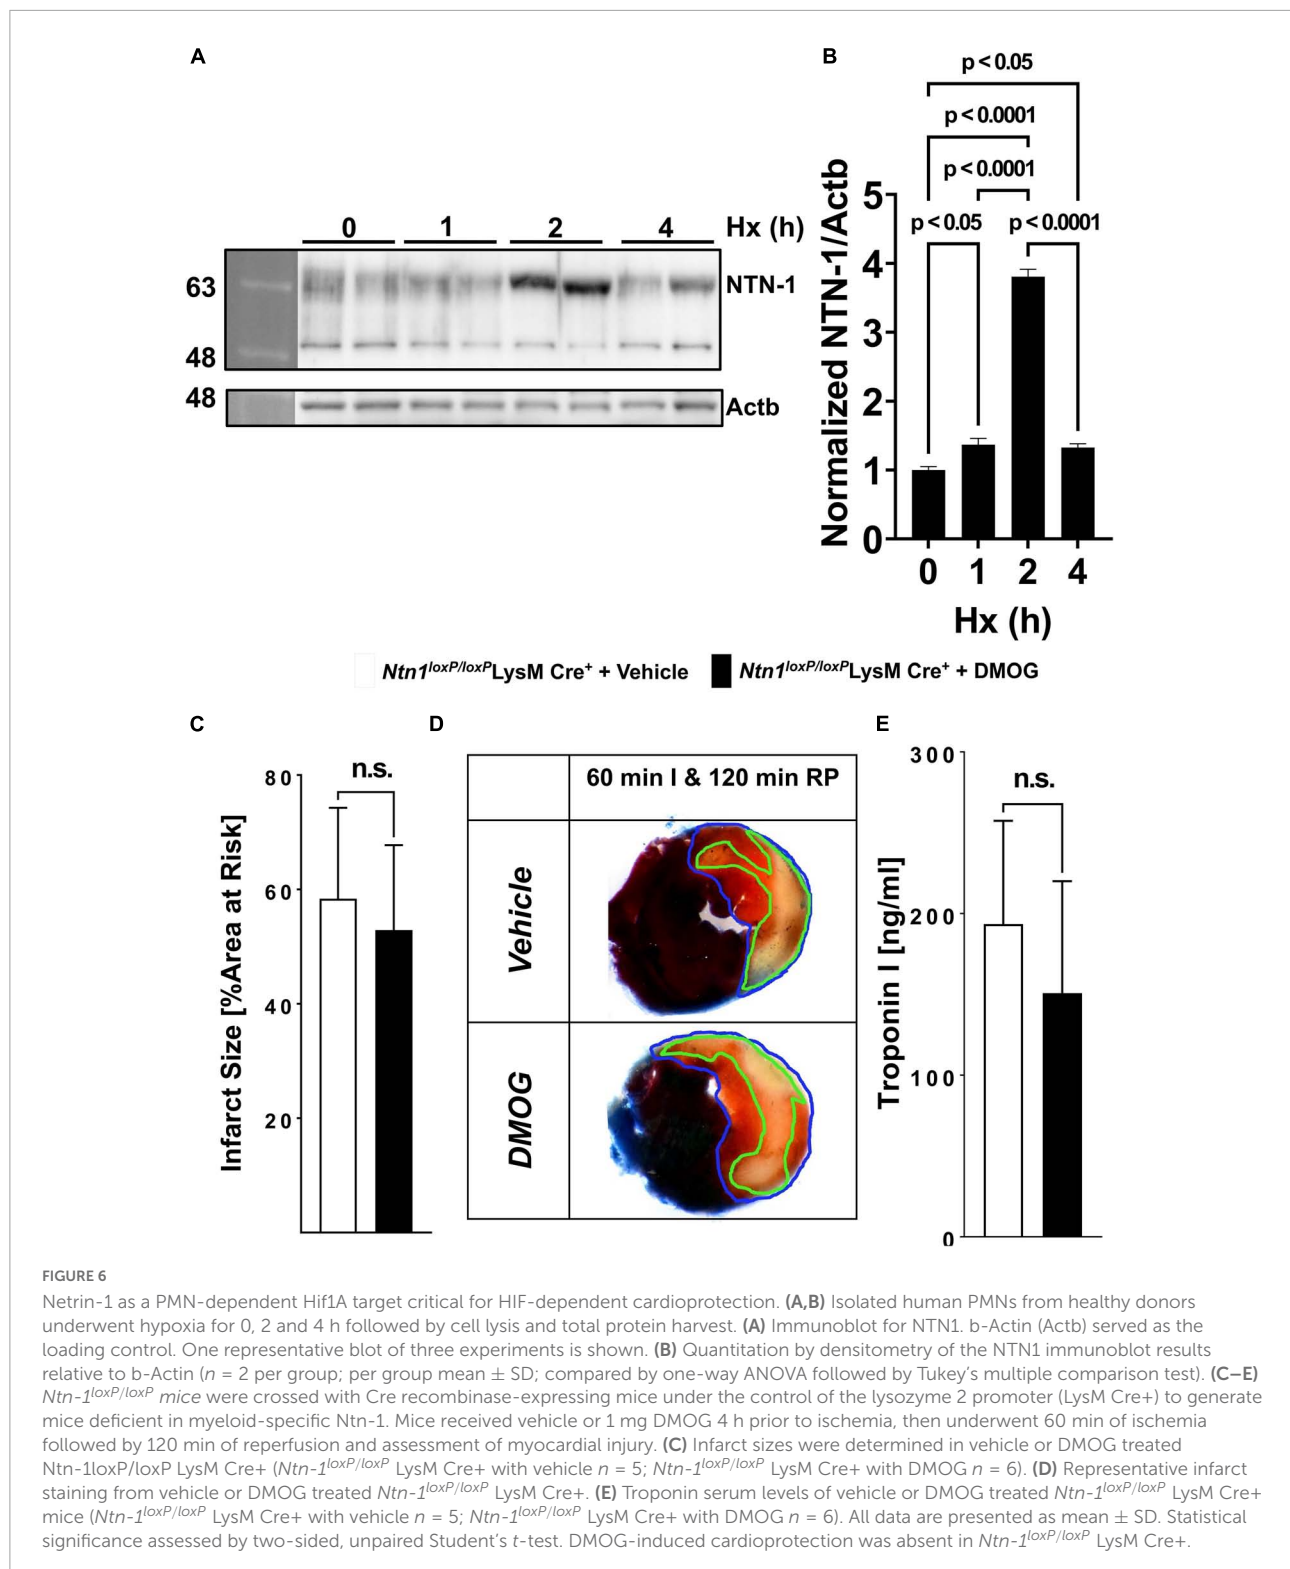 A
0 1 2 4 Hx (h)
63
NTN-1
48
48
Actb
B
p < 0.05
p < 0.0001
p < 0.0001
p < 0.05 p < 0.0001
Normalized NTN-1/Actb
5
4
3
2
1
0
0 1 2 4
Hx (h)
Ntn1loxP/loxPLysM Cre+ + Vehicle Ntn1loxP/loxPLysM Cre+ + DMOG
C
n.s.
Infarct Size [%Area at Risk]
80
60
40
20
D
60 min I & 120 min RP
Vehicle
DMOG
E
n.s.
Troponin I [ng/ml]
300
200
100
0
FIGURE 6
Netrin-1 as a PMN-dependent Hif1A target critical for HIF-dependent cardioprotection. (A,B) Isolated human PMNs from healthy donors
underwent hypoxia for 0, 2 and 4 h followed by cell lysis and total protein harvest. (A) Immunoblot for NTN1. b-Actin (Actb) served as the
loading control. One representative blot of three experiments is shown. (B) Quantitation by densitometry of the NTN1 immunoblot results
relative to b-Actin (n = 2 per group; per group mean ± SD; compared by one-way ANOVA followed by Tukey's multiple comparison test). (C–E)
Ntn-1loxP/loxP mice were crossed with Cre recombinase-expressing mice under the control of the lysozyme 2 promoter (LysM Cre+) to generate
mice deficient in myeloid-specific Ntn-1. Mice received vehicle or 1 mg DMOG 4 h prior to ischemia, then underwent 60 min of ischemia
followed by 120 min of reperfusion and assessment of myocardial injury. (C) Infarct sizes were determined in vehicle or DMOG treated
Ntn-1loxP/loxP LysM Cre+ (Ntn-1loxP/loxP LysM Cre+ with vehicle n = 5; Ntn-1loxP/loxP LysM Cre+ with DMOG n = 6). (D) Representative infarct
staining from vehicle or DMOG treated Ntn-1loxP/loxP LysM Cre+. (E) Troponin serum levels of vehicle or DMOG treated Ntn-1loxP/loxP LysM Cre+
mice (Ntn-1loxP/loxP LysM Cre+ with vehicle n = 5; Ntn-1loxP/loxP LysM Cre+ with DMOG n = 6). All data are presented as mean ± SD. Statistical
significance assessed by two-sided, unpaired Student's t-test. DMOG-induced cardioprotection was absent in Ntn-1loxP/loxP LysM Cre+.